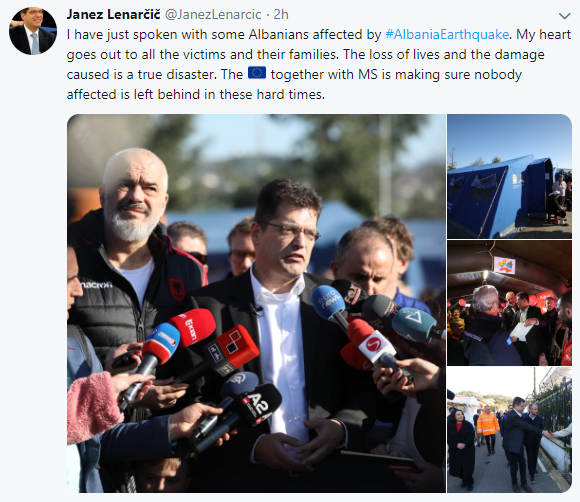 Janez Lenarčič @JanezLenarcic · 2h
I have just spoken with some Albanians affected by #AlbaniaEarthquake. My heart
goes out to all the victims and their families. The loss of lives and the damage
caused is a true disaster. The 🇪🇺 together with MS is making sure nobody
affected is left behind in these hard times.
macron
A2